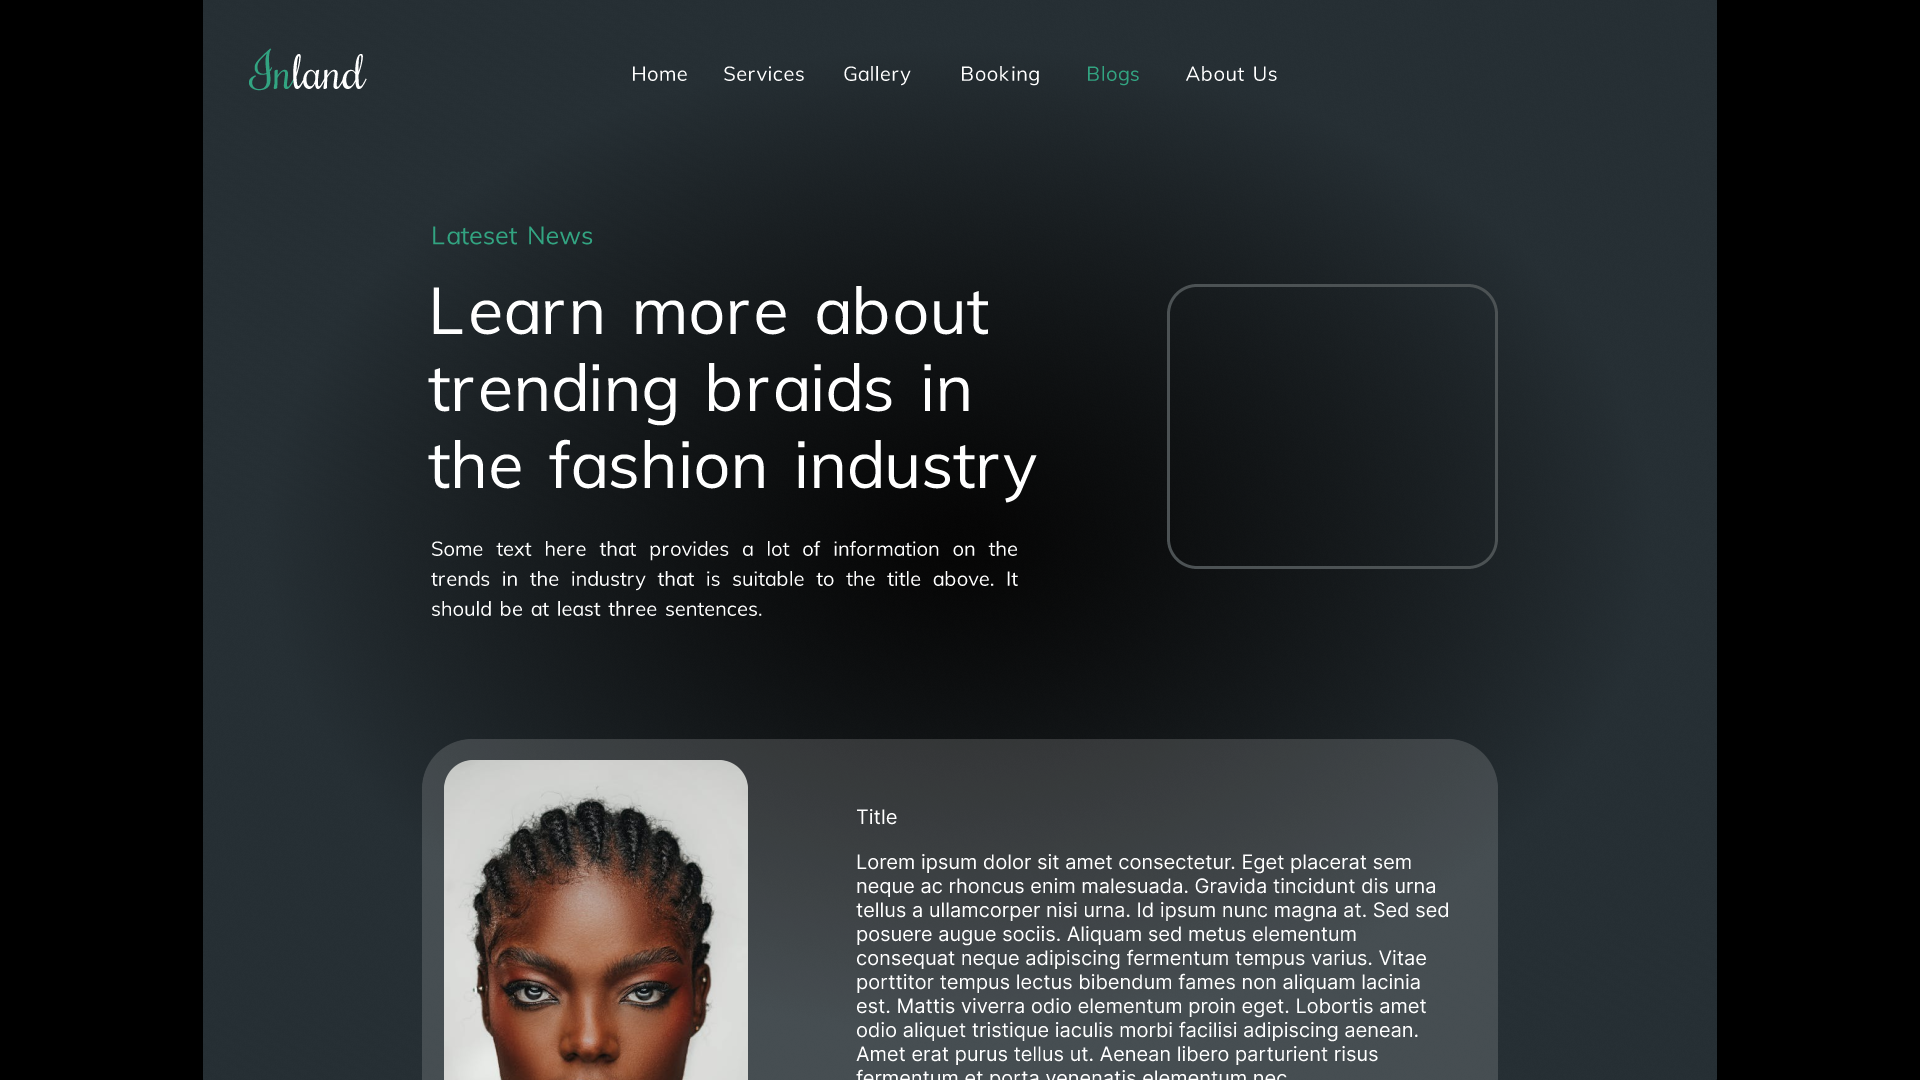 Inland
Home Services Gallery Booking Blogs About Us
Lateset News
Learn more about
trending braids in
the fashion industry
Some text here that provides a lot of information on the
trends in the industry that is suitable to the title above. It
should be at least three sentences.
Title
Lorem ipsum dolor sit amet consectetur. Eget placerat sem
neque ac rhoncus enim malesuada. Gravida tincidunt dis urna
tellus a ullamcorper nisi urna. Id ipsum nunc magna at. Sed sed
posuere augue sociis. Aliquam sed metus elementum
consequat neque adipiscing fermentum tempus varius. Vitae
porttitor tempus lectus bibendum fames non aliquam lacinia
est. Mattis viverra odio elementum proin eget. Lobortis amet
odio aliquet tristique iaculis morbi facilisi adipiscing aenean.
Amet erat purus tellus ut. Aenean libero parturient risus
fermentum et porta venenatis elementum nec